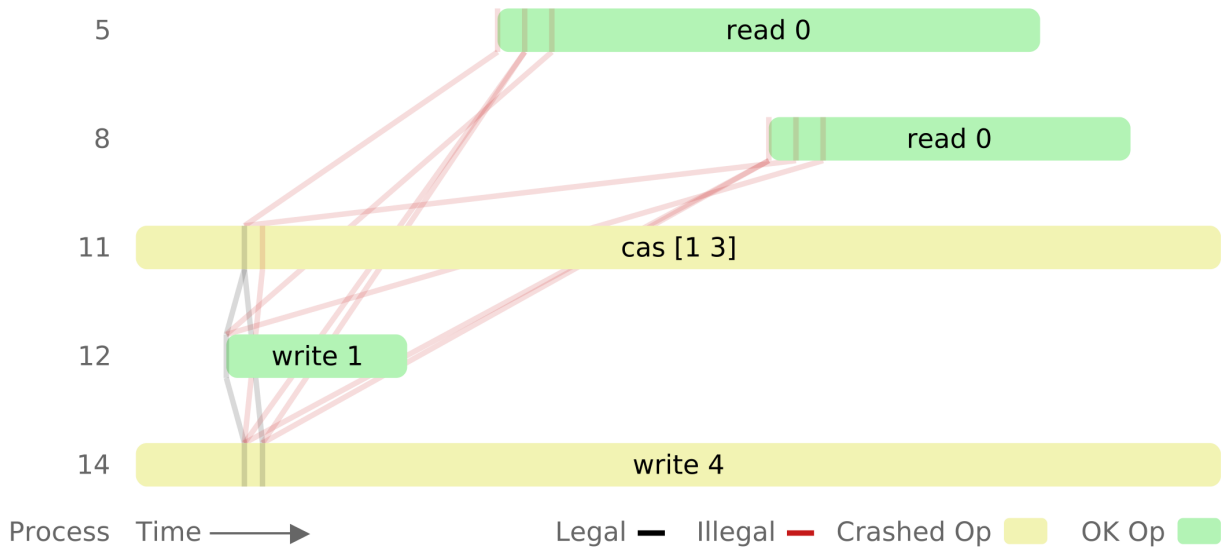 5 read 0
8 read 0
11 cas [1 3]
12 write 1
14 write 4
Process Time Legal Illegal Crashed Op OK Op